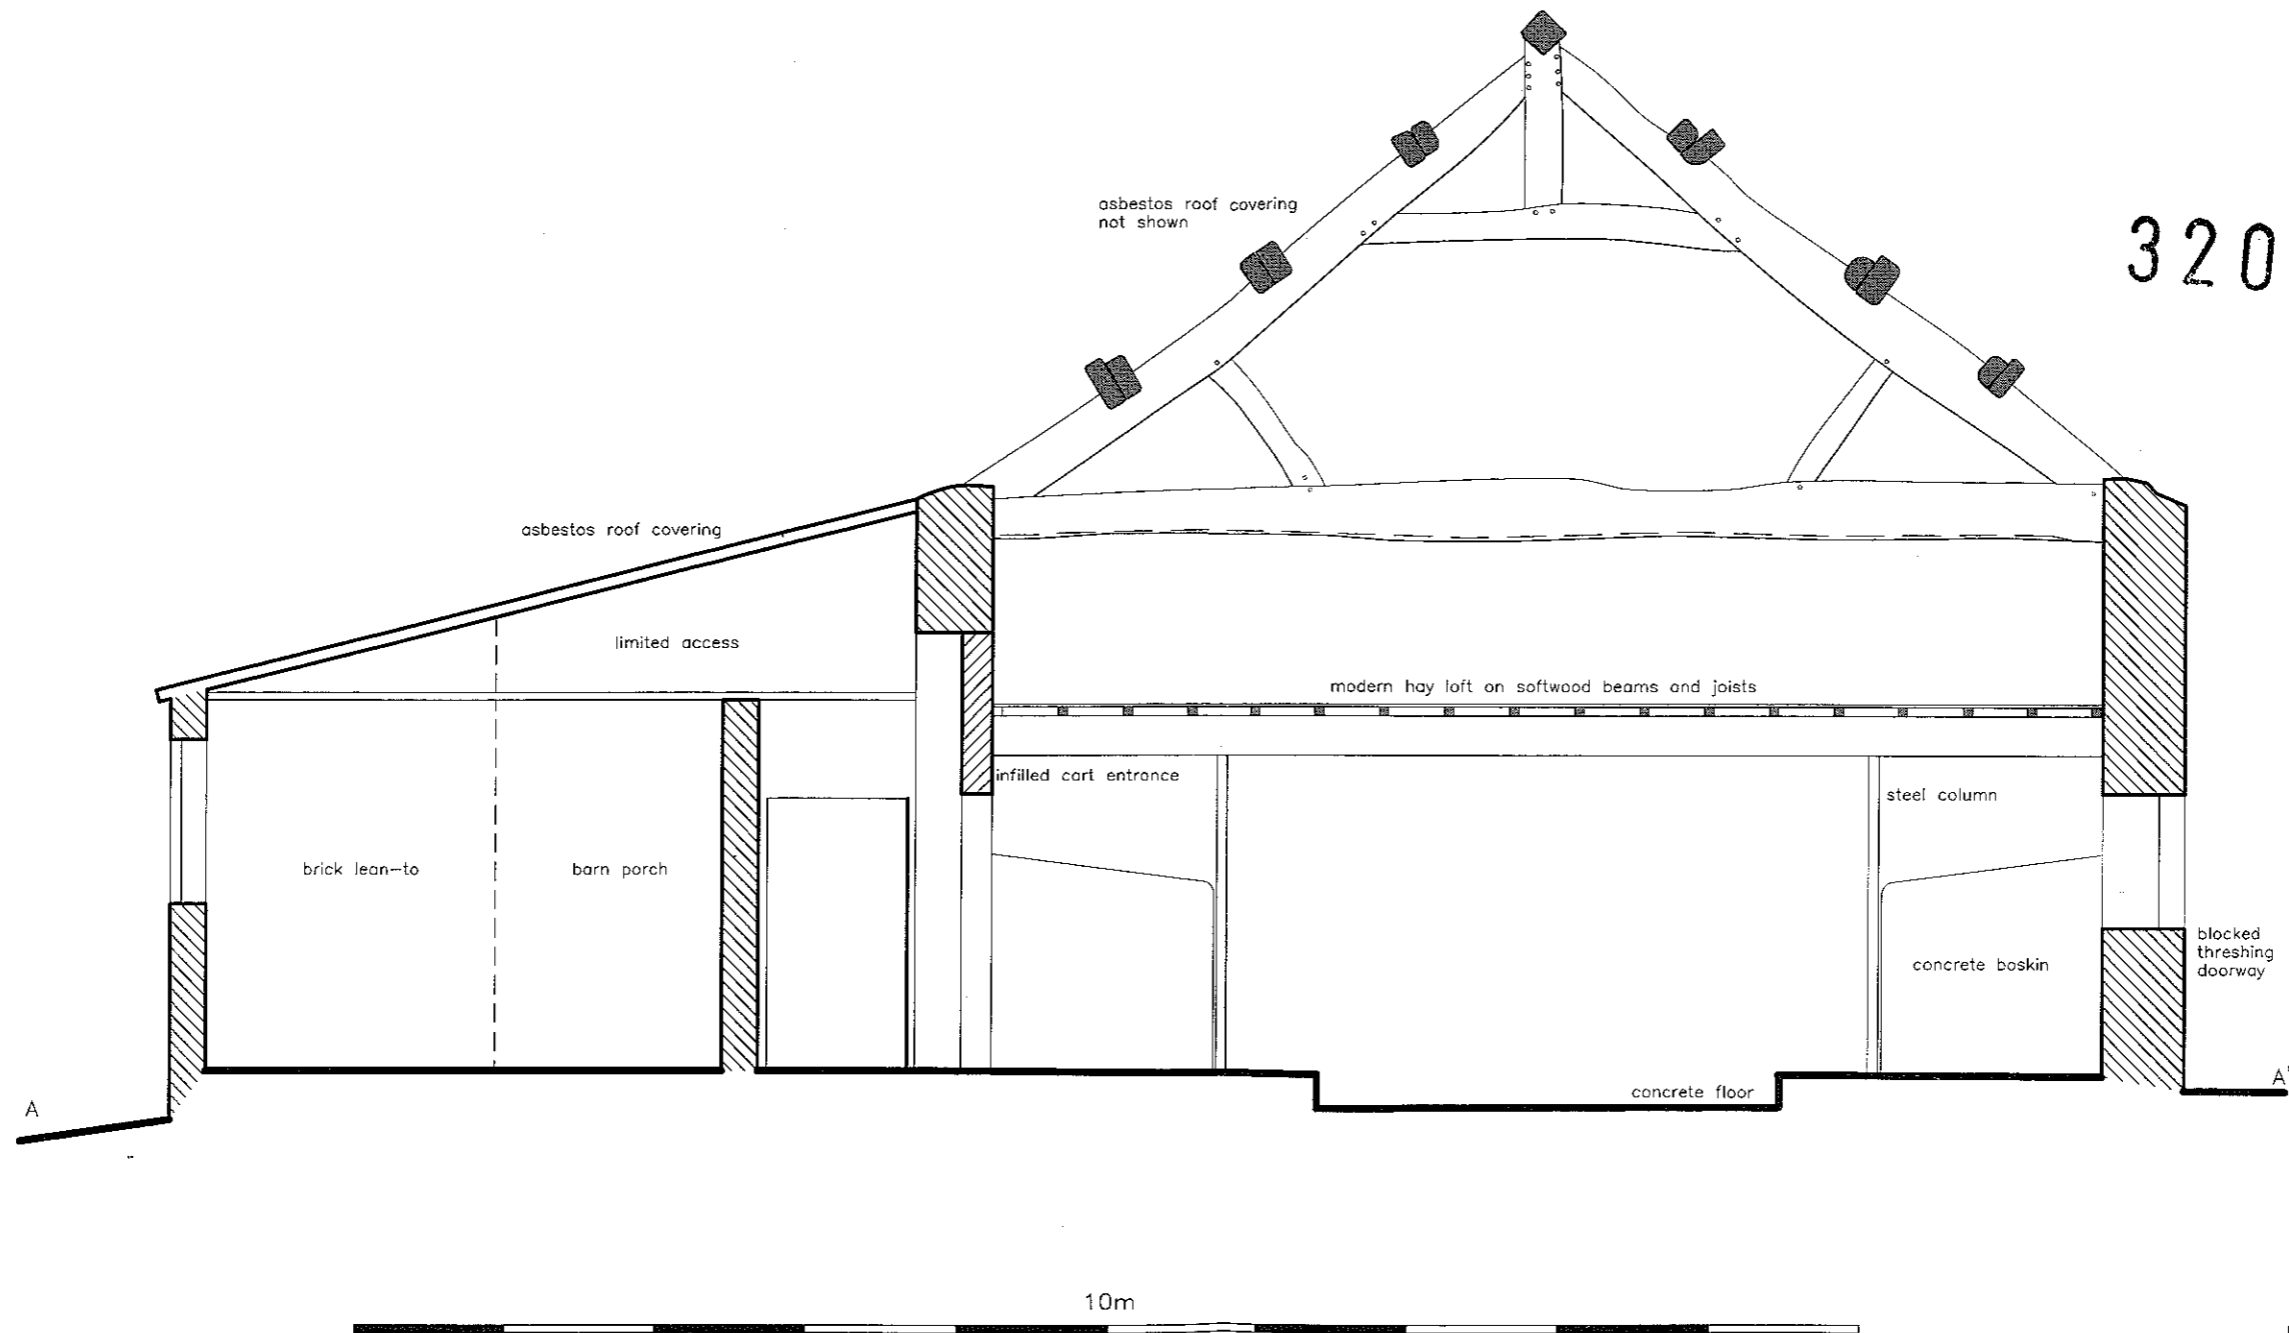 asbestos roof covering
not shown
320
asbestos roof covering
limited access
modern hay loft on softwood beams and joists
infilled cart entrance
steel column
brick lean-to
barn porch
blocked
threshing
doorway
concrete boskin
concrete floor
A
A'
10m